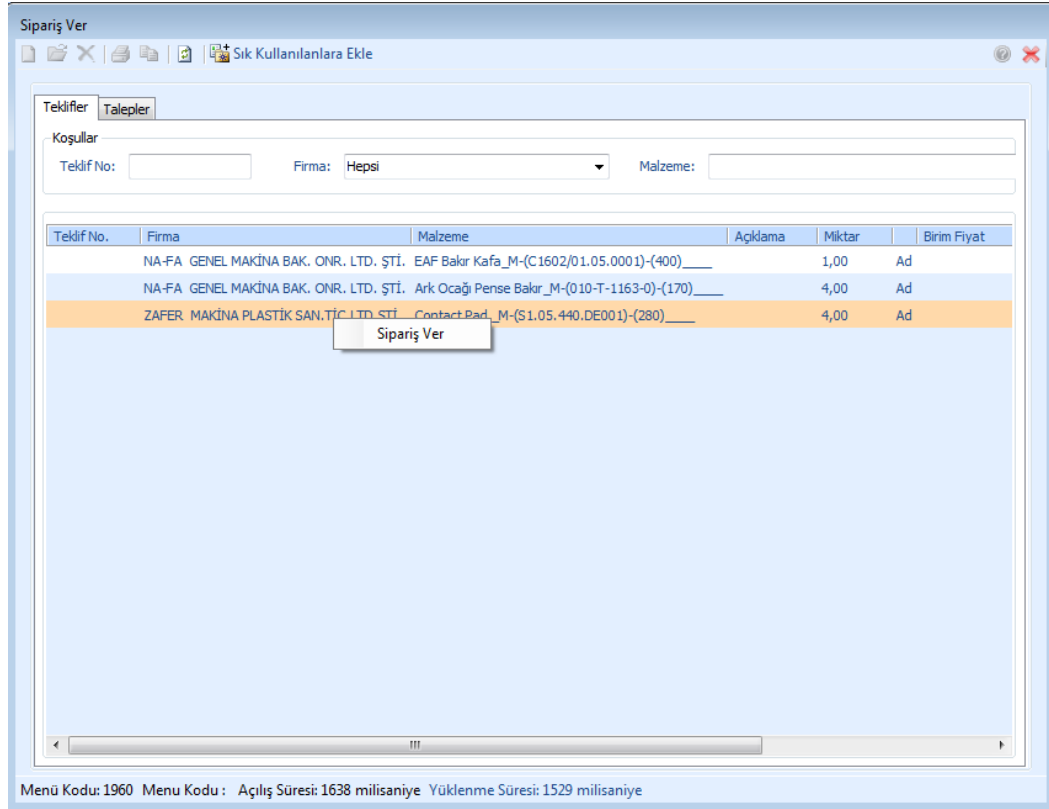 Sipariş Ver
Sık Kullanılanlara Ekle
Teklifler Talepler
Koşullar
Teklif No: Firma: Hepsi Malzeme:
Teklif No. Firma Malzeme Açıklama Miktar Birim Fiyat
NA-FA GENEL MAKİNA BAK. ONR. LTD. ŞTİ. EAF Bakır Kafa_M-(C1602/01.05.0001)-(400)____ 1,00 Ad
NA-FA GENEL MAKİNA BAK. ONR. LTD. ŞTİ. Ark Ocağı Pense Bakır_M-(010-T-1163-0)-(170)____ 4,00 Ad
ZAFER MAKİNA PLASTİK SAN.TİC.LTD.ŞTİ. Contact Pad _M-(S1.05.440.DE001)-(280)____ 4,00 Ad
Sipariş Ver
Menü Kodu: 1960 Menu Kodu : Açılış Süresi: 1638 milisaniye Yüklenme Süresi: 1529 milisaniye